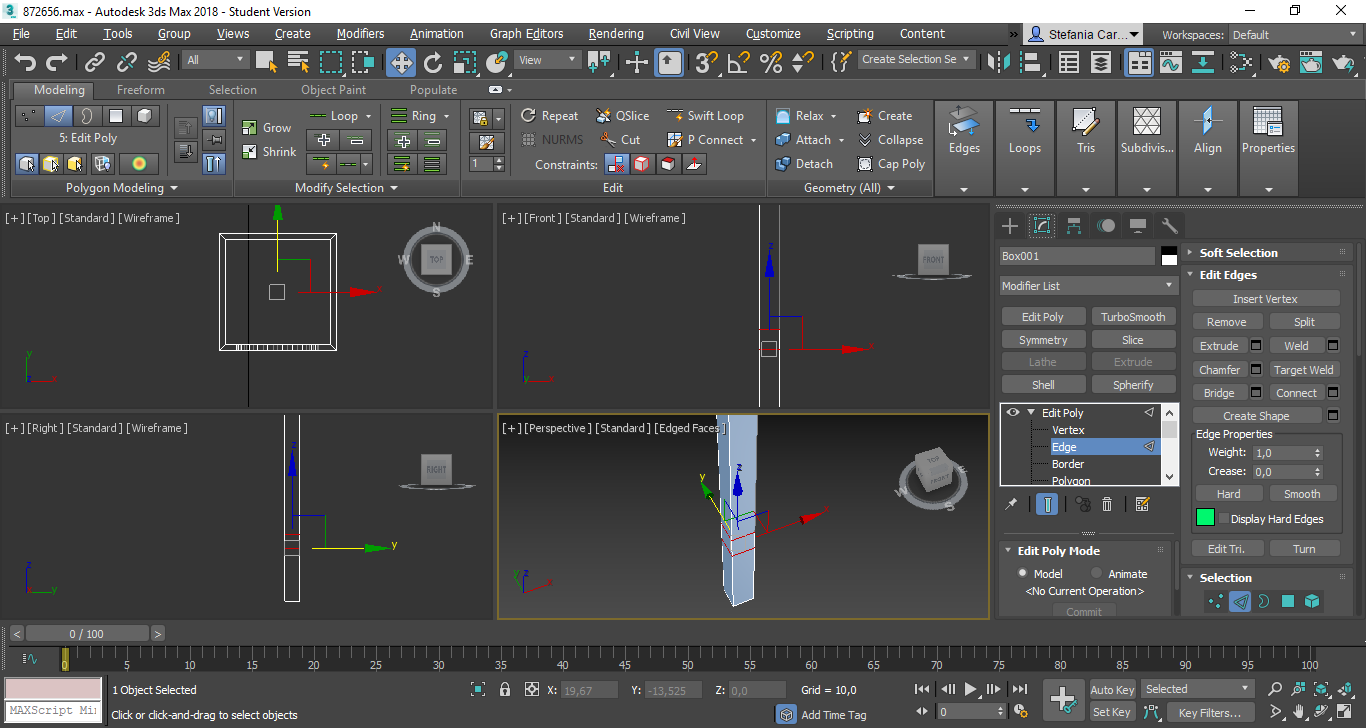 872656.max - Autodesk 3ds Max 2018 - Student Version
File Edit Tools Group Views Create Modifiers Animation Graph Editors Rendering Civil View Customize Scripting Content » Stefania Car... Workspaces: Default
All View Create Selection Se
Modeling Freeform Selection Object Paint Populate
Loop Ring Repeat QSlice Swift Loop Relax Create
5: Edit Poly Grow NURMS Cut P Connect Attach Collapse Edges Loops Tris Subdivis... Align Properties
Shrink 1 Constraints: Detach Cap Poly
Polygon Modeling Modify Selection Edit Geometry (All)
[+] [Top] [Standard] [Wireframe] [+] [Front] [Standard] [Wireframe]
N
W TOP E FRONT
S
x
z
x
y
z x
z
y x
Box001
Modifier List
Edit Poly TurboSmooth
Symmetry Slice
Lathe Extrude
Shell Spherify
Edit Poly
Vertex
Edge
Border
Polygon
Soft Selection
Edit Edges
Insert Vertex
Remove Split
Extrude Weld
Chamfer Target Weld
Bridge Connect
Create Shape
Edge Properties
Weight: 1,0
Crease: 0,0
Hard Smooth
Display Hard Edges
Edit Tri. Turn
Selection
Edit Poly Mode
Model Animate
<No Current Operation>
Commit
[+] [Right] [Standard] [Wireframe] [+] [Perspective] [Standard] [Edged Faces]
RIGHT
TOP
FRONT
W E
S
z
y
z
y
y z
x
y z
x
< 0 / 100 >
0 5 10 15 20 25 30 35 40 45 50 55 60 65 70 75 80 85 90 95 100
1 Object Selected X: 19,67 Y: -13,525 Z: 0,0 Grid = 10,0 Auto Key Selected
MAXScript Mi Click or click-and-drag to select objects Add Time Tag 0 Set Key Key Filters...